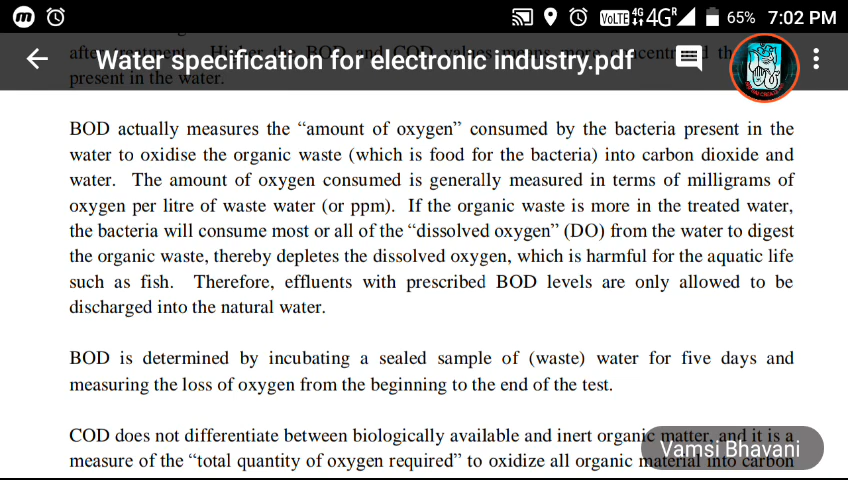 VoLTE 4G 4G R 65% 7:02 PM
Water specification for electronic industry.pdf
present in the water.
BOD actually measures the “amount of oxygen” consumed by the bacteria present in the
water to oxidise the organic waste (which is food for the bacteria) into carbon dioxide and
water. The amount of oxygen consumed is generally measured in terms of milligrams of
oxygen per litre of waste water (or ppm). If the organic waste is more in the treated water,
the bacteria will consume most or all of the “dissolved oxygen” (DO) from the water to digest
the organic waste, thereby depletes the dissolved oxygen, which is harmful for the aquatic life
such as fish. Therefore, effluents with prescribed BOD levels are only allowed to be
discharged into the natural water.
BOD is determined by incubating a sealed sample of (waste) water for five days and
measuring the loss of oxygen from the beginning to the end of the test.
COD does not differentiate between biologically available and inert organic matter, and it is a
Vamsi Bhavani
measure of the “total quantity of oxygen required” to oxidize all organic material into carbon